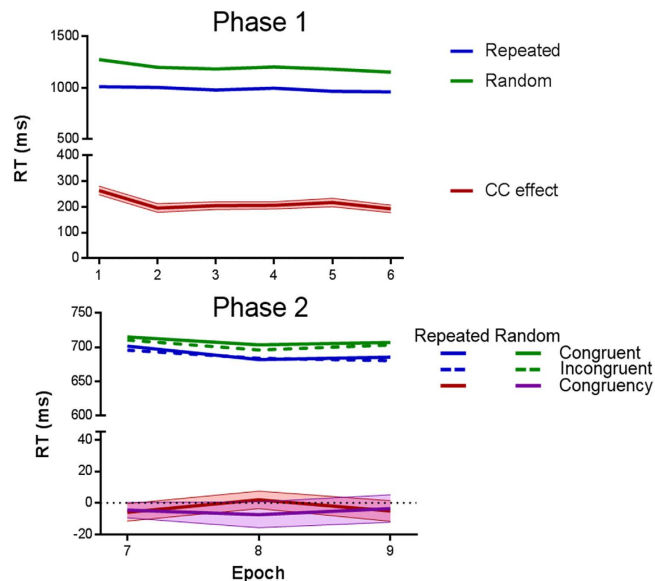 Phase 1
1500
1000
500
400
300
200
100
0
RT (ms)
1 2 3 4 5 6
Repeated
Random
CC effect
Phase 2
750
700
650
600
40
20
0
-20
RT (ms)
7 8 9
Epoch
Repeated Random
Congruent
Incongruent
Congruency